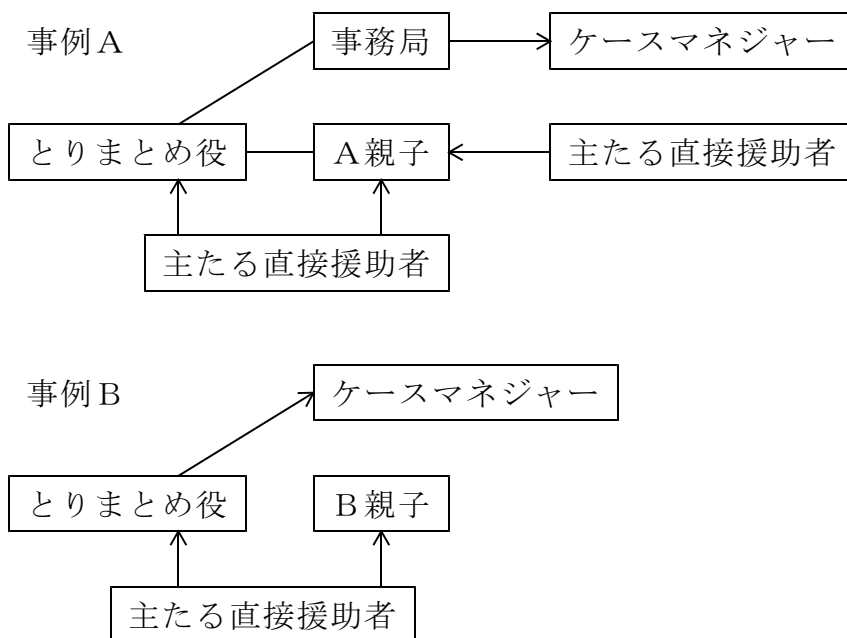 事例A
事務局
ケースマネジャー
とりまとめ役
A親子
主たる直接援助者
主たる直接援助者
事例B
ケースマネジャー
とりまとめ役
B親子
主たる直接援助者